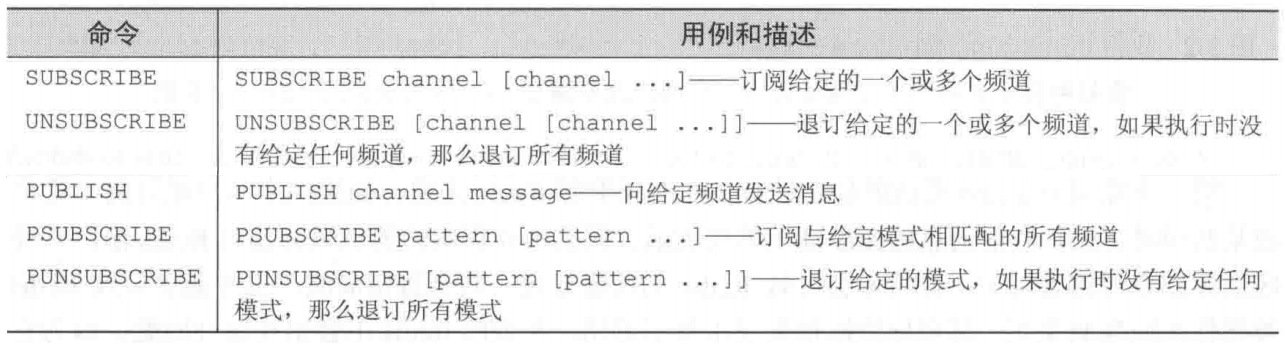 命令 用例和描述
SUBSCRIBE SUBSCRIBE channel [channel ...]——订阅给定的一个或多个频道
UNSUBSCRIBE UNSUBSCRIBE [channel [channel ...]]——退订给定的一个或多个频道，如果执行时没
有给定任何频道，那么退订所有频道
PUBLISH PUBLISH channel message——向给定频道发送消息
PSUBSCRIBE PSUBSCRIBE pattern [pattern ...]——订阅与给定模式相匹配的所有频道
PUNSUBSCRIBE PUNSUBSCRIBE [pattern [pattern ...]]——退订给定的模式，如果执行时没有给定任何
模式，那么退订所有模式